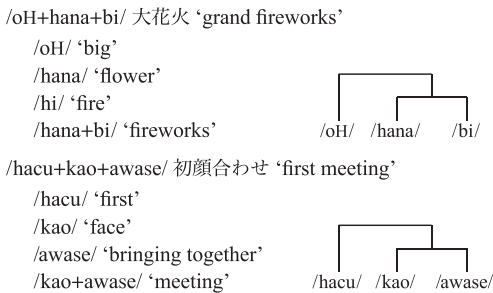 /oH+hana+bi/ 大花火 ‘grand fireworks’
/oH/ ‘big’
/hana/ ‘flower’
/hi/ ‘fire’
/hana+bi/ ‘fireworks’
/oH/ /hana/ /bi/
/hacu+kao+awase/ 初顔合わせ ‘first meeting’
/hacu/ ‘first’
/kao/ ‘face’
/awase/ ‘bringing together’
/kao+awase/ ‘meeting’
/hacu/ /kao/ /awase/